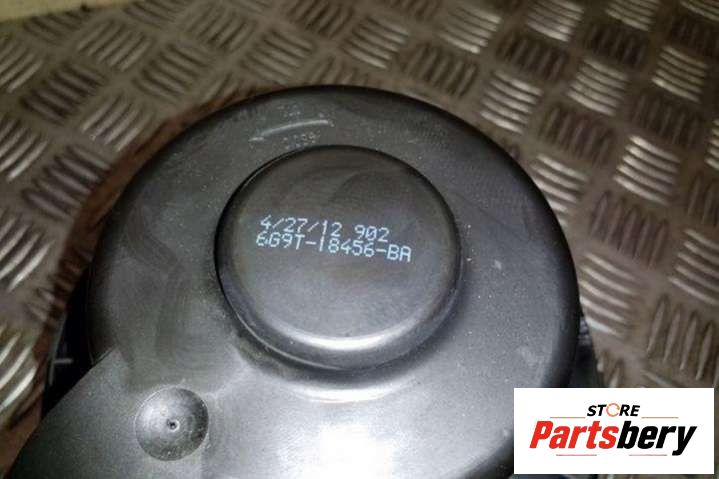 4/27/12 902
6G9T-18456-BA
STORE
Partsbery